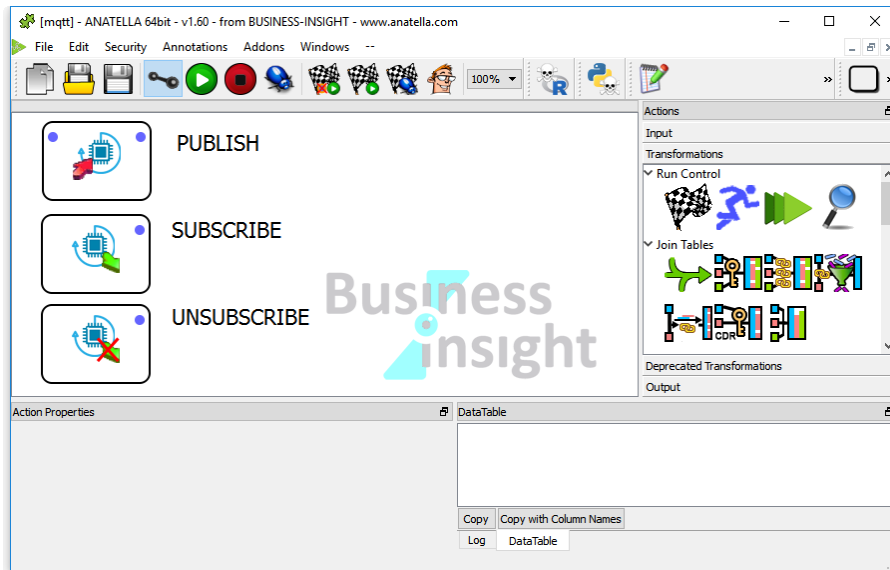 [mqtt] - ANATELLA 64bit - v1.60 - from BUSINESS-INSIGHT - www.anatella.com
File Edit Security Annotations Addons Windows --
100%
R
»
»
Actions
Input
Transformations
Run Control
Join Tables
CDR
Deprecated Transformations
Output
PUBLISH
SUBSCRIBE
UNSUBSCRIBE
Business
insight
Action Properties
DataTable
Copy Copy with Column Names
Log DataTable